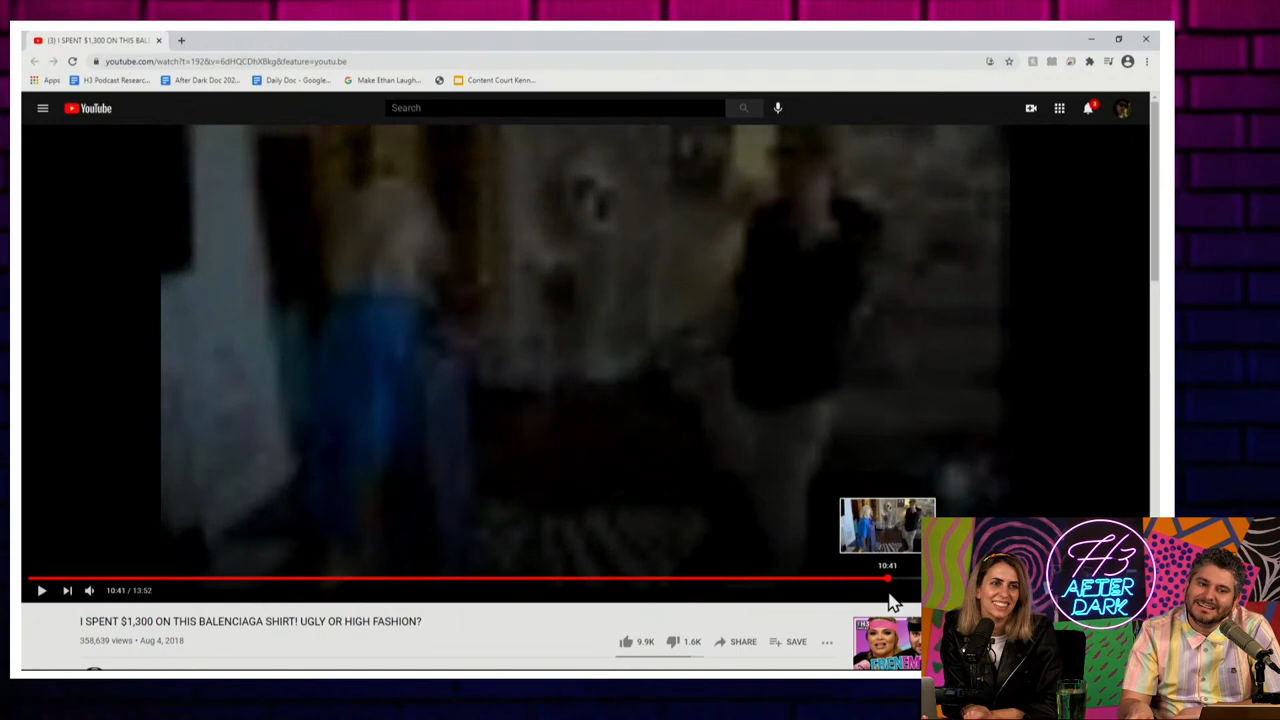 (3) I SPENT $1,300 ON THIS BAL
youtube.com/watch?t=192&v=6dHQCDhXBkg&feature=youtu.be
Apps H3 Podcast Researc... After Dark Doc 202... Daily Doc - Google... Make Ethan Laugh... Content Court Kenn...
YouTube Search 3
10:41
10:41 / 13:52
I SPENT $1,300 ON THIS BALENCIAGA SHIRT! UGLY OR HIGH FASHION?
358,639 views • Aug 4, 2018 9.9K 1.6K SHARE SAVE
FRENEM
H3
AFTER
DARK